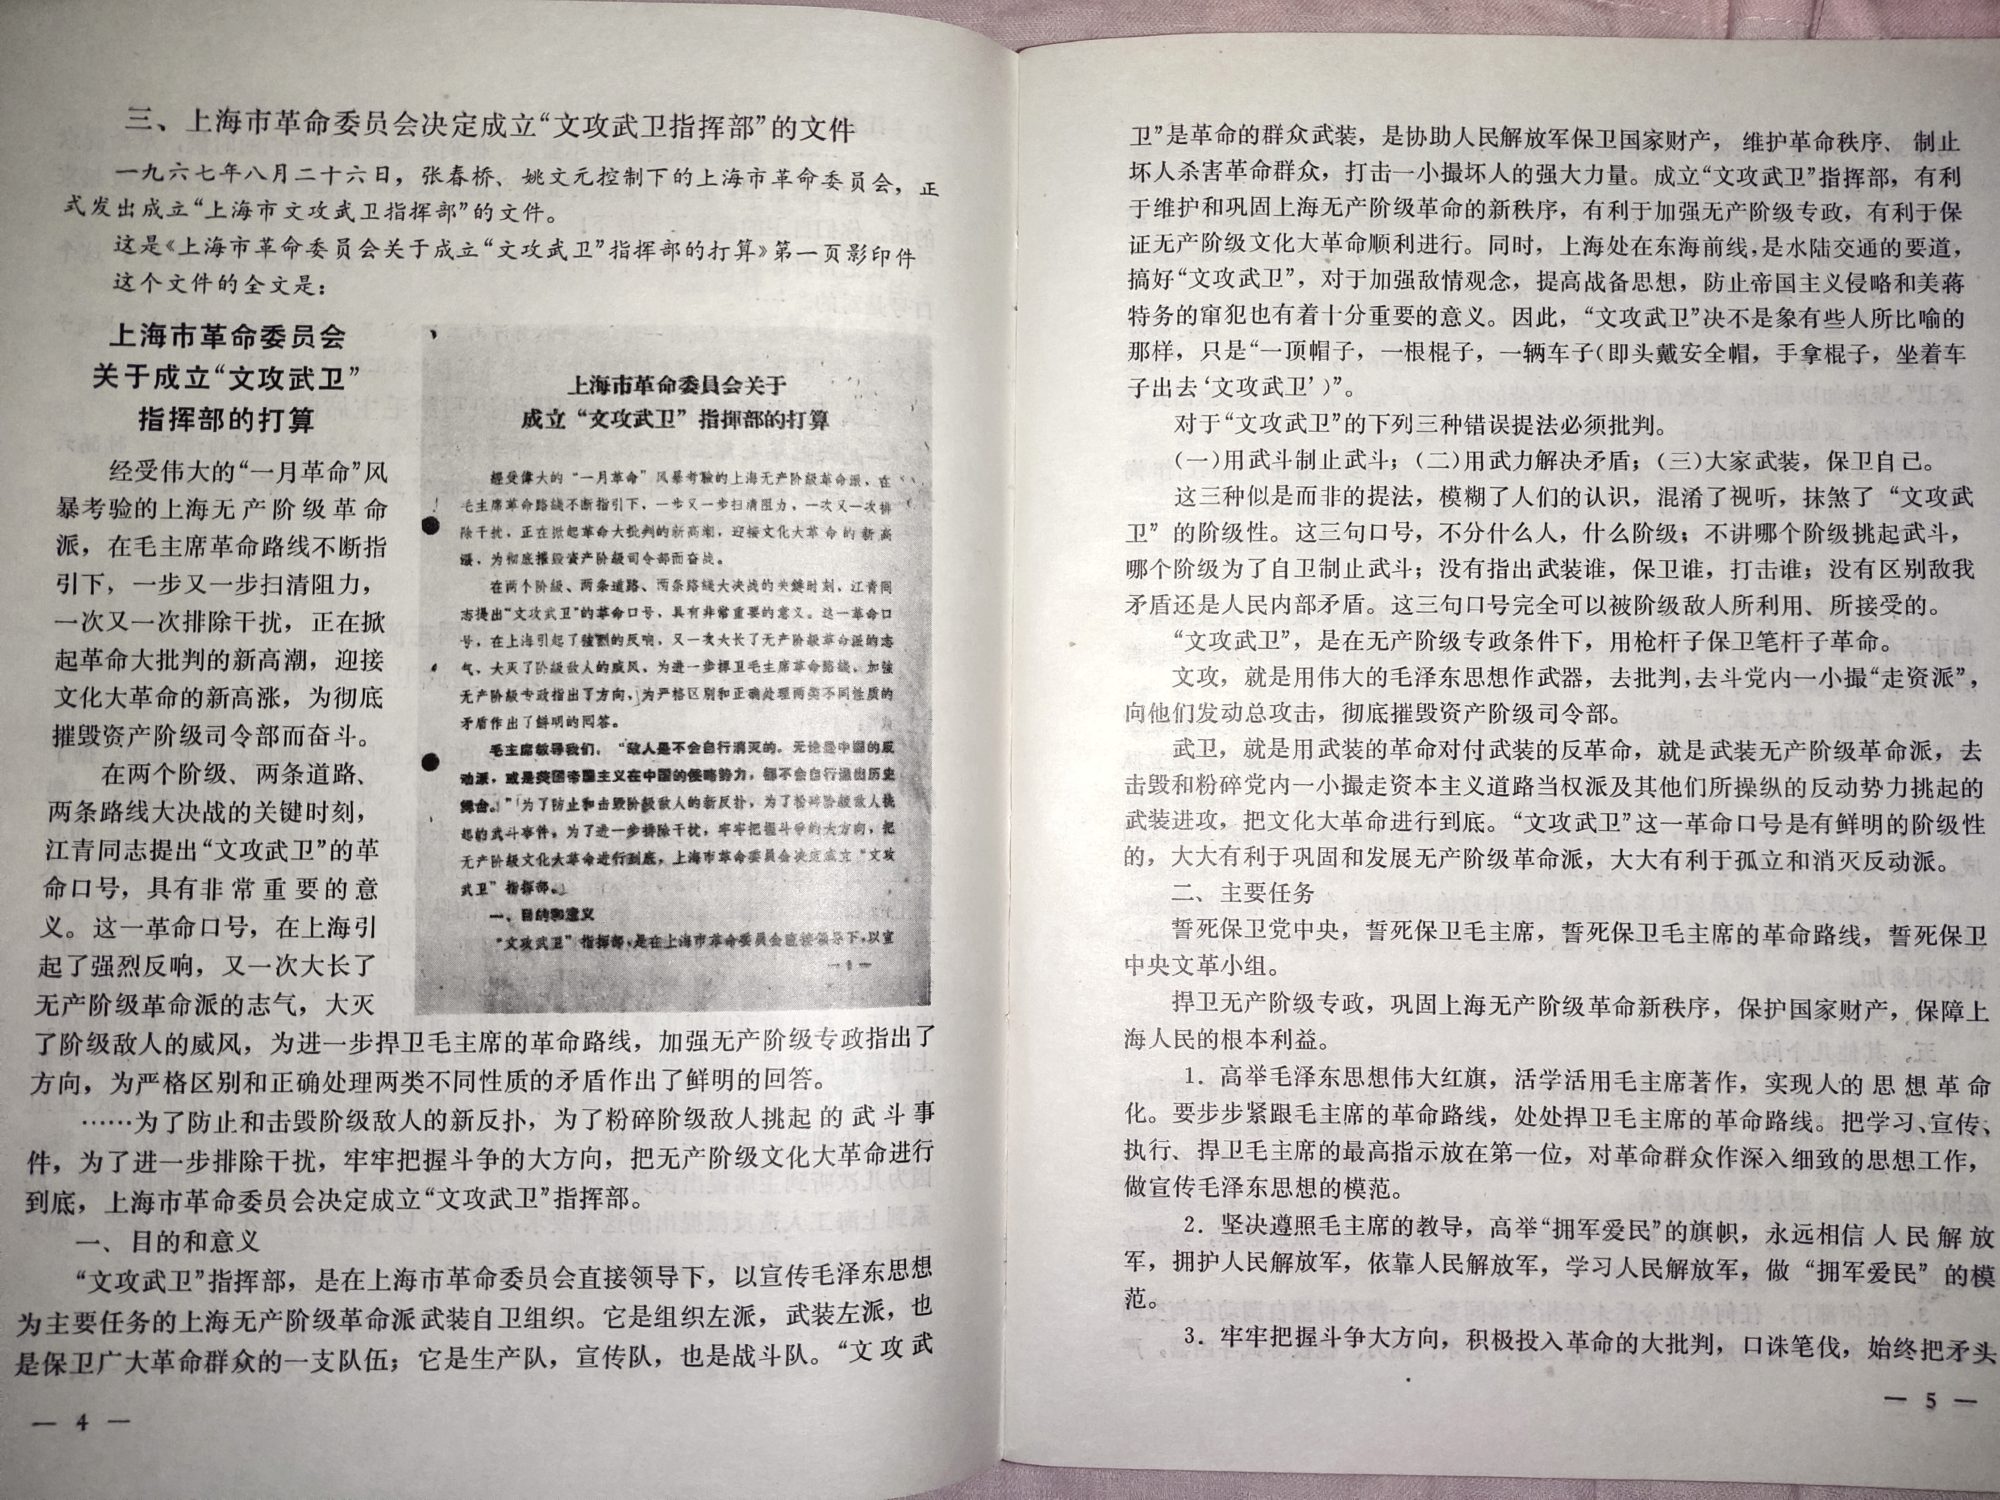 三、上海市革命委员会决定成立“文攻武卫指挥部”的文件
一九六七年八月二十六日，张春桥、姚文元控制下的上海市革命委员会，正
式发出成立“上海市文攻武卫指挥部”的文件。
这是《上海市革命委员会关于成立“文攻武卫”指挥部的打算》第一页影印件
这个文件的全文是：
上海市革命委员会
关于成立“文攻武卫”
指挥部的打算
经受伟大的“一月革命”风
暴考验的上海无产阶级革命
派，在毛主席革命路线不断指
引下，一步又一步扫清阻力，
一次又一次排除干扰，正在掀
起革命大批判的新高潮，迎接
文化大革命的新高涨，为彻底
摧毁资产阶级司令部而奋斗。
在两个阶级、两条道路、
两条路线大决战的关键时刻，
江青同志提出“文攻武卫”的革
命口号，具有非常重要的意
义。这一革命口号，在上海引
起了强烈反响，又一次大长了
无产阶级革命派的志气，大灭
了阶级敌人的威风，为进一步捍卫毛主席的革命路线，加强无产阶级专政指出了
方向，为严格区别和正确处理两类不同性质的矛盾作出了鲜明的回答。
……为了防止和击毁阶级敌人的新反扑，为了粉碎阶级敌人挑起的武斗事
件，为了进一步排除干扰，牢牢把握斗争的大方向，把无产阶级文化大革命进行
到底，上海市革命委员会决定成立“文攻武卫”指挥部。
一、目的和意义
“文攻武卫”指挥部，是在上海市革命委员会直接领导下，以宣传毛泽东思想
为主要任务的上海无产阶级革命派武装自卫组织。它是组织左派，武装左派，也
是保卫广大革命群众的一支队伍；它是生产队，宣传队，也是战斗队。“文攻武
— 4 —
上海市革命委員会关于
成立“文攻武卫”指揮部的打算
經受偉大的“一月革命”风暴考驗的上海无产阶級革命派，在
毛主席革命路綫不断指引下，一步又一步扫清阻力，一次又一次排
除干扰，正在掀起革命大批判的新高潮，迎接文化大革命的新高
漲，为彻底摧毁資产阶級司令部而奋战。
在两个阶級、两条道路、两条路綫大决战的关鍵时刻，江青同
志提出“文攻武卫”的革命口号，具有非常重要的意义。这一革命口
号，在上海引起了强烈的反响，又一次大长了无产阶級革命派的志
气，大灭了阶級敌人的威风，为进一步捍卫毛主席革命路綫，加强
无产阶級专政指出了方向，为严格区别和正确处理两类不同性质的
矛盾作出了鮮明的回答。
毛主席教导我們，“敌人是不会自行消灭的。无論是中国的反
动派，或是美国帝国主义在中国的侵略势力，都不会自行退出历史
舞台。”为了防止和击毁阶級敌人的新反扑，为了粉碎阶級敌人挑
起的武斗事件，为了进一步排除干扰，牢牢把握斗爭的大方向，把
无产阶級文化大革命进行到底，上海市革命委員会决定成立“文攻
武卫”指揮部。
一、目的和意义
“文攻武卫”指揮部，是在上海市革命委員会直接领导下，以宣
— 1 —
卫”是革命的群众武装，是协助人民解放军保卫国家财产，维护革命秩序、制止
坏人杀害革命群众，打击一小撮坏人的强大力量。成立“文攻武卫”指挥部，有利
于维护和巩固上海无产阶级革命的新秩序，有利于加强无产阶级专政，有利于保
证无产阶级文化大革命顺利进行。同时，上海处在东海前线，是水陆交通的要道，
搞好“文攻武卫”，对于加强敌情观念，提高战备思想，防止帝国主义侵略和美蒋
特务的窜犯也有着十分重要的意义。因此，“文攻武卫”决不是象有些人所比喻的
那样，只是“一顶帽子，一根棍子，一辆车子（即头戴安全帽，手拿棍子，坐着车
子出去‘文攻武卫’）”。
对于“文攻武卫”的下列三种错误提法必须批判。
（一）用武斗制止武斗；（二）用武力解决矛盾；（三）大家武装，保卫自己。
这三种似是而非的提法，模糊了人们的认识，混淆了视听，抹煞了“文攻武
卫”的阶级性。这三句口号，不分什么人，什么阶级；不讲哪个阶级挑起武斗，
哪个阶级为了自卫制止武斗；没有指出武装谁，保卫谁，打击谁；没有区别敌我
矛盾还是人民内部矛盾。这三句口号完全可以被阶级敌人所利用、所接受的。
“文攻武卫”，是在无产阶级专政条件下，用枪杆子保卫笔杆子革命。
文攻，就是用伟大的毛泽东思想作武器，去批判，去斗党内一小撮“走资派”，
向他们发动总攻击，彻底摧毁资产阶级司令部。
武卫，就是用武装的革命对付武装的反革命，就是武装无产阶级革命派，去
击毁和粉碎党内一小撮走资本主义道路当权派及其他们所操纵的反动势力挑起的
武装进攻，把文化大革命进行到底。“文攻武卫”这一革命口号是有鲜明的阶级性
的，大大有利于巩固和发展无产阶级革命派，大大有利于孤立和消灭反动派。
二、主要任务
誓死保卫党中央，誓死保卫毛主席，誓死保卫毛主席的革命路线，誓死保卫
中央文革小组。
捍卫无产阶级专政，巩固上海无产阶级革命新秩序，保护国家财产，保障上
海人民的根本利益。
1．高举毛泽东思想伟大红旗，活学活用毛主席著作，实现人的思想革命
化。要步步紧跟毛主席的革命路线，处处捍卫毛主席的革命路线。把学习、宣传、
执行、捍卫毛主席的最高指示放在第一位，对革命群众作深入细致的思想工作，
做宣传毛泽东思想的模范。
2．坚决遵照毛主席的教导，高举“拥军爱民”的旗帜，永远相信人民解放
军，拥护人民解放军，依靠人民解放军，学习人民解放军，做“拥军爱民”的模
范。
3．牢牢把握斗争大方向，积极投入革命的大批判，口诛笔伐，始终把矛头
— 5 —